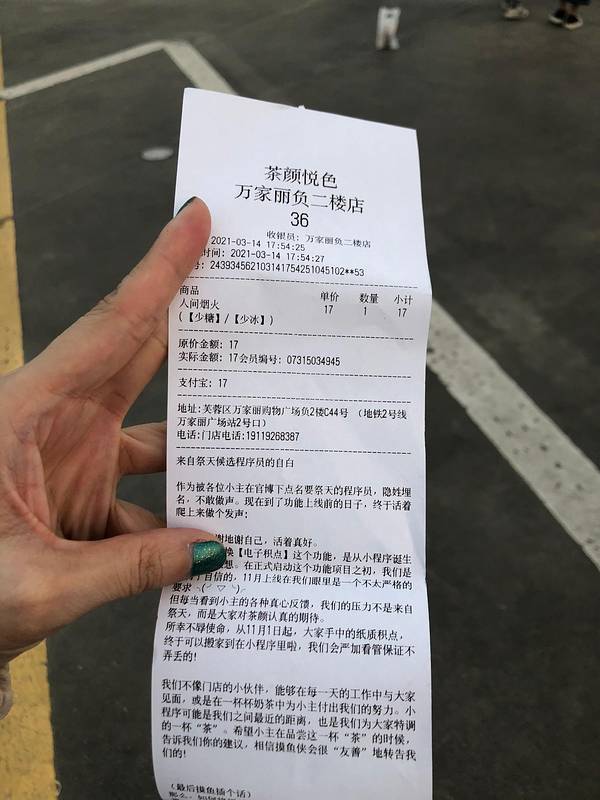 茶颜悦色
万家丽负二楼店
36
收银员: 万家丽负二楼店
2021-03-14 17:54:25
时间: 2021-03-14 17:54:27
号: 24393456210314175425104510​2**53
商品 单价 数量 小计
人间烟火 17 1 17
(【少糖】/【少冰】)
原价金额: 17
实际金额: 17会员编号: 07315034945
支付宝: 17
地址:芙蓉区万家丽购物广场负2楼C44号 (地铁2号线
万家丽广场站2号口)
电话:门店电话:19119268387
来自祭天候选程序员的自白
作为被各位小主在官博下点名要祭天的程序员, 隐姓埋
名, 不敢做声。现在到了功能上线前的日子, 终于活着
爬上来做个发声:
谢地谢自己, 活着真好。
换【电子积点】这个功能, 是从小程序诞生
想。在正式启动这个功能项目之初, 我们是
自信的, 11月上线在我们眼里是一个不太严格的
要求
但每当看到小主的各种真心反馈, 我们的压力不是来自
祭天, 而是大家对茶颜认真的期待。
所幸不辱使命, 从11月1日起, 大家手中的纸质积点,
终于可以搬家到在小程序里啦, 我们会严加看管保证不
弄丢的!
我们不像门店的小伙伴, 能够在每一天的工作中与大家
见面, 或是在一杯杯奶茶中为小主付出我们的努力。小
程序可能是我们之间最近的距离, 也是我们为大家特调
的一杯“茶”。希望小主在品尝这一杯“茶”的时候,
告诉我们你的建议, 相信摸鱼侠会很“友善”地转告我
们的!
(最后摸鱼插个话)